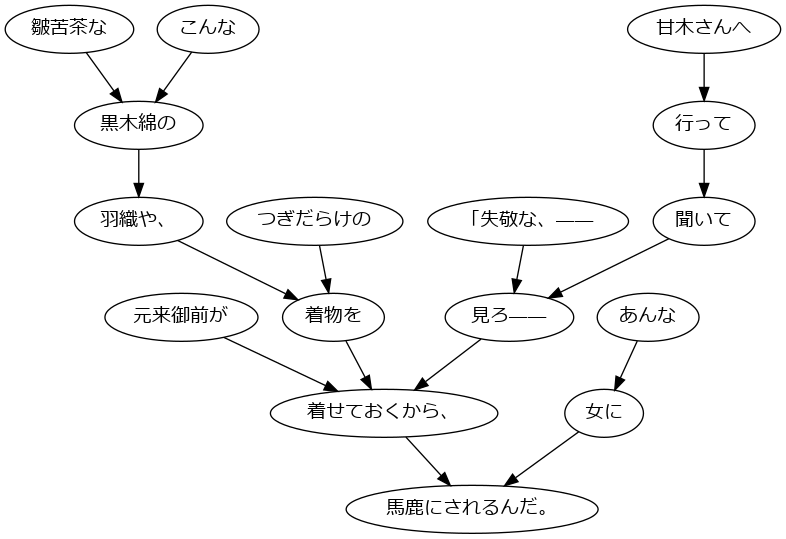 皺苦茶な
こんな
甘木さんへ
黒木綿の
行って
羽織や、
つぎだらけの
「失敬な、——
聞いて
元来御前が
着物を
見ろ——
あんな
着せておくから、
女に
馬鹿にされるんだ。